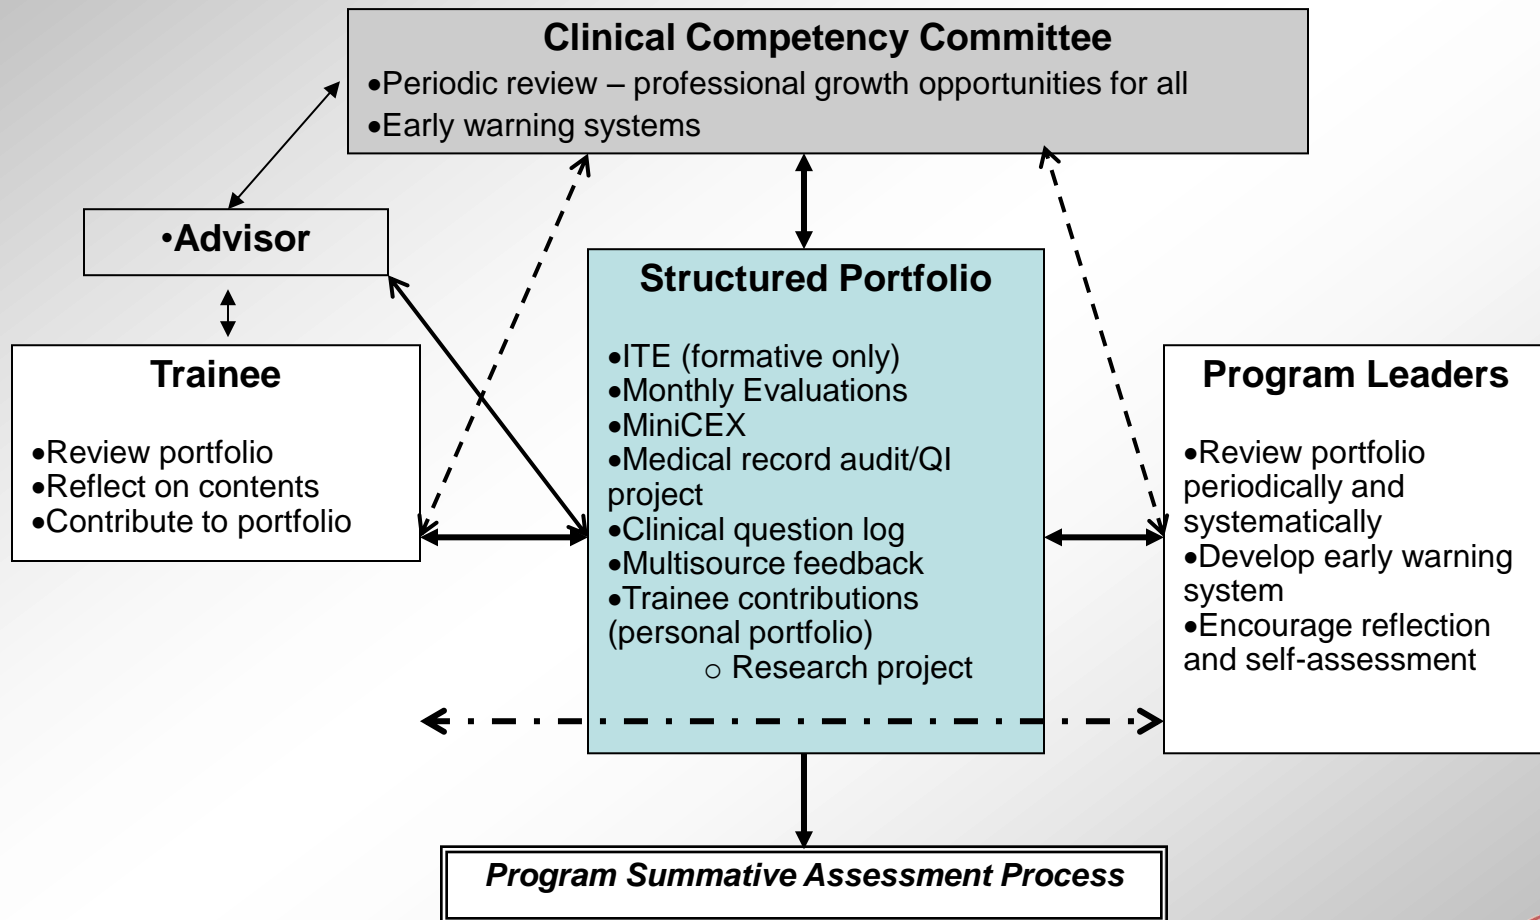 Clinical Competency Committee
•Periodic review – professional growth opportunities for all
•Early warning systems
•Advisor
Trainee
•Review portfolio
•Reflect on contents
•Contribute to portfolio
Structured Portfolio
•ITE (formative only)
•Monthly Evaluations
•MiniCEX
•Medical record audit/QI
project
•Clinical question log
•Multisource feedback
•Trainee contributions
(personal portfolio)
o Research project
Program Leaders
•Review portfolio
periodically and
systematically
•Develop early warning
system
•Encourage reflection
and self-assessment
Program Summative Assessment Process